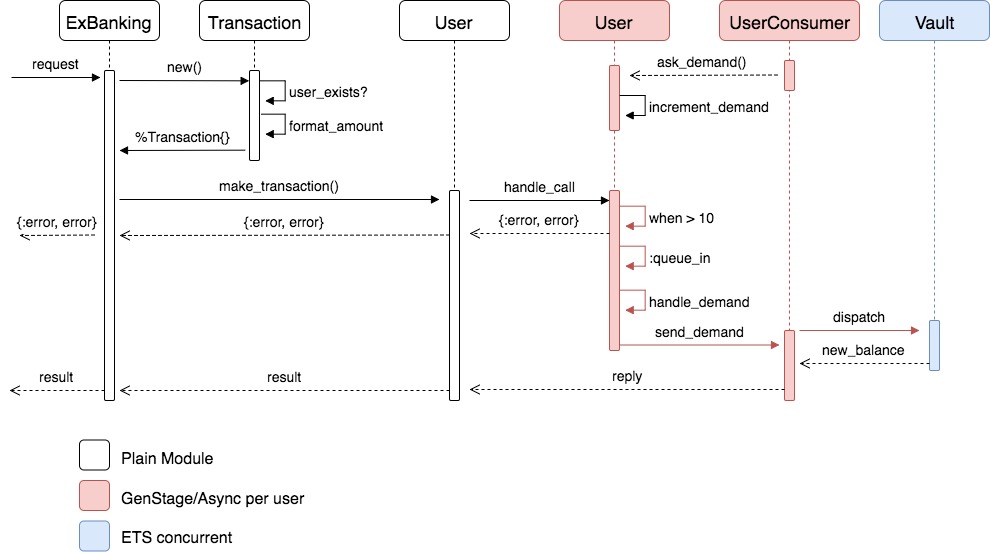 ExBanking
Transaction
User
User
UserConsumer
Vault
request
new()
ask_demand()
user_exists?
increment_demand
format_amount
%Transaction{}
make_transaction()
handle_call
{:error, error}
{:error, error}
{:error, error}
when > 10
:queue_in
handle_demand
send_demand
dispatch
new_balance
result
result
reply
Plain Module
GenStage/Async per user
ETS concurrent